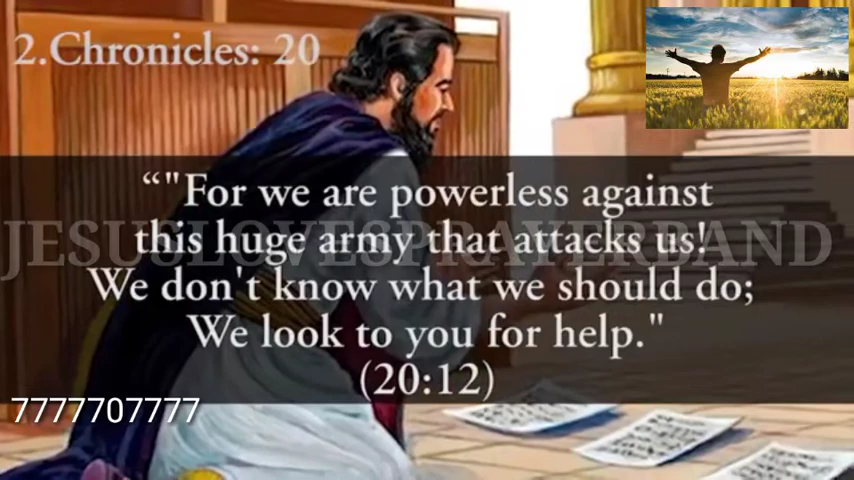 2.Chronicles: 20
“"For we are powerless against
this huge army that attacks us!
JESUSLOVESPRAYERBAND
We don't know what we should do;
We look to you for help."
(20:12)
7777707777